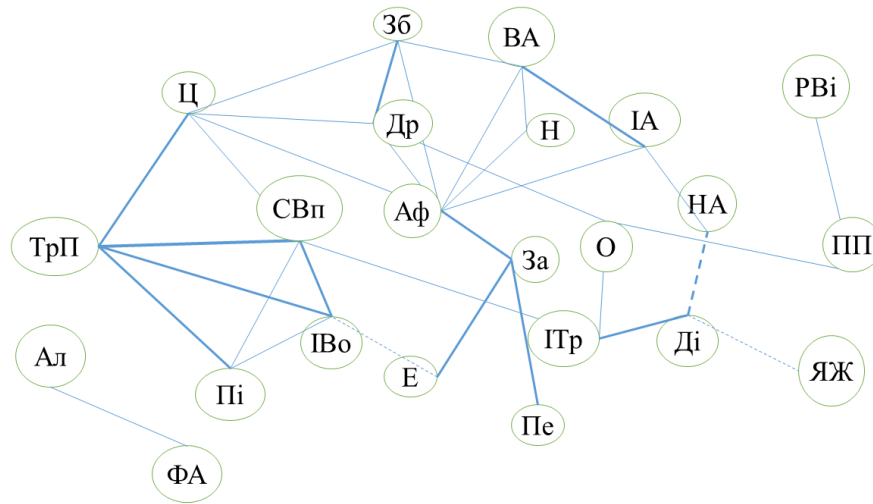 Зб
ВА
РВі
Ц
Др
Н
ІА
СВп
Аф
НА
ТрП
За
О
ПП
Ал
ІВо
ІТр
Ді
Пі
Е
ЯЖ
Пе
ФА